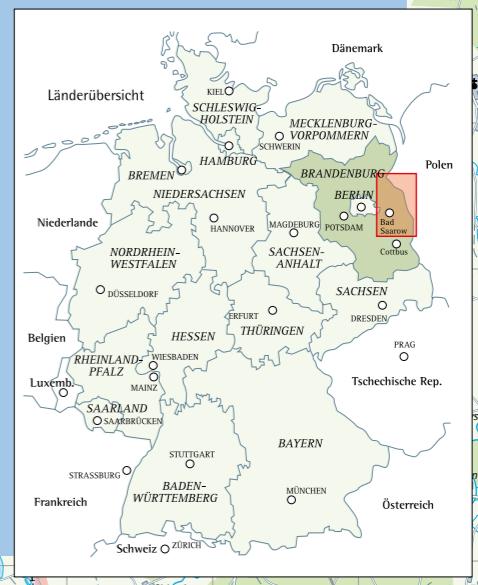 Dänemark
Länderübersicht
KIEL
SCHLESWIG-
HOLSTEIN
MECKLENBURG-
VORPOMMERN
SCHWERIN
HAMBURG
Polen
BREMEN
BRANDENBURG
NIEDERSACHSEN
BERLIN
Niederlande
HANNOVER
MAGDEBURG
POTSDAM
Bad
Saarow
Cottbus
NORDRHEIN-
WESTFALEN
SACHSEN-
ANHALT
DÜSSELDORF
SACHSEN
ERFURT
DRESDEN
THÜRINGEN
HESSEN
Belgien
PRAG
RHEINLAND-
PFALZ
WIESBADEN
Luxemb.
MAINZ
Tschechische Rep.
SAARLAND
SAARBRÜCKEN
BAYERN
STUTTGART
STRASSBURG
BADEN-
WÜRTTEMBERG
MÜNCHEN
Frankreich
Österreich
Schweiz
ZÜRICH